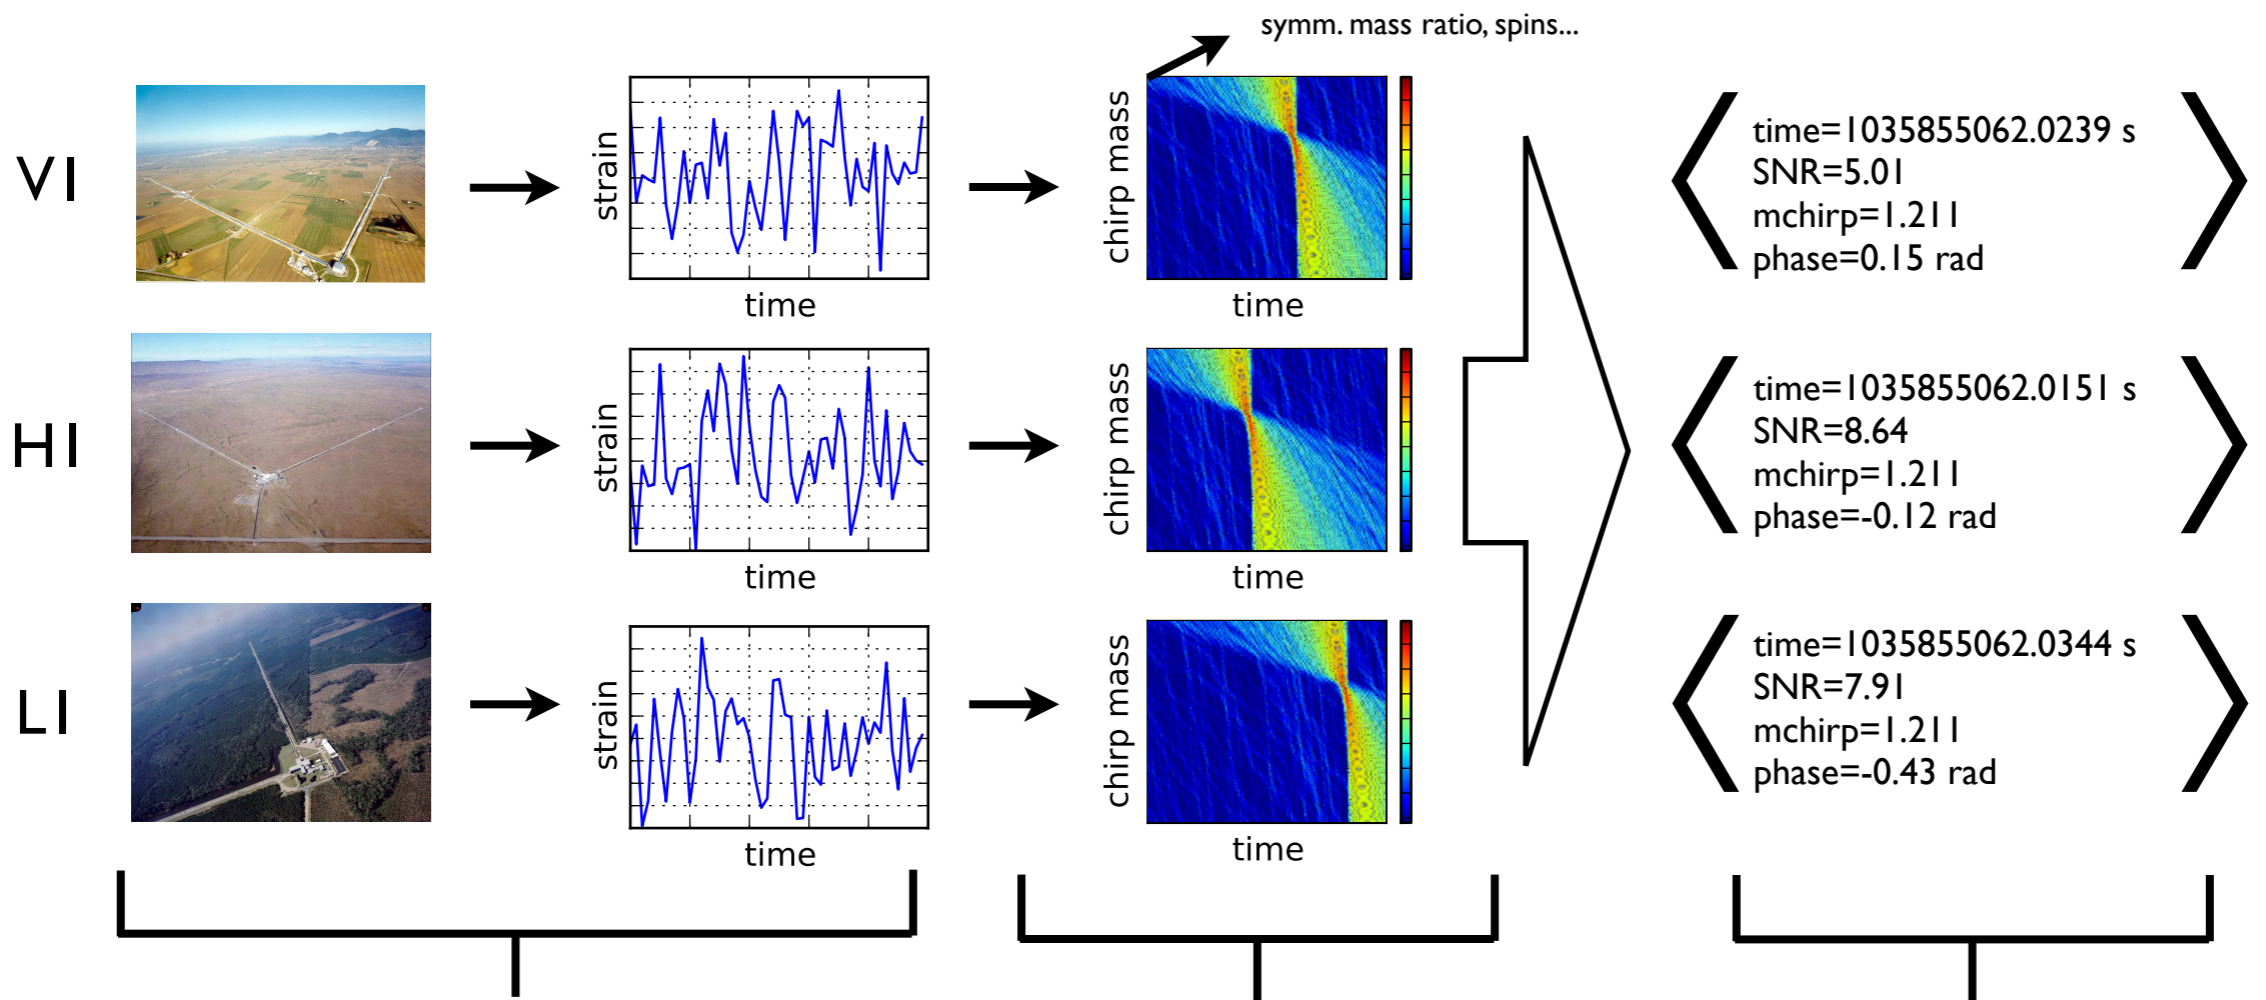 symm. mass ratio, spins...
V1
strain
time
chirp mass
time
time=1035855062.0239 s
SNR=5.01
mchirp=1.211
phase=0.15 rad
H1
strain
time
chirp mass
time
time=1035855062.0151 s
SNR=8.64
mchirp=1.211
phase=-0.12 rad
L1
strain
time
chirp mass
time
time=1035855062.0344 s
SNR=7.91
mchirp=1.211
phase=-0.43 rad